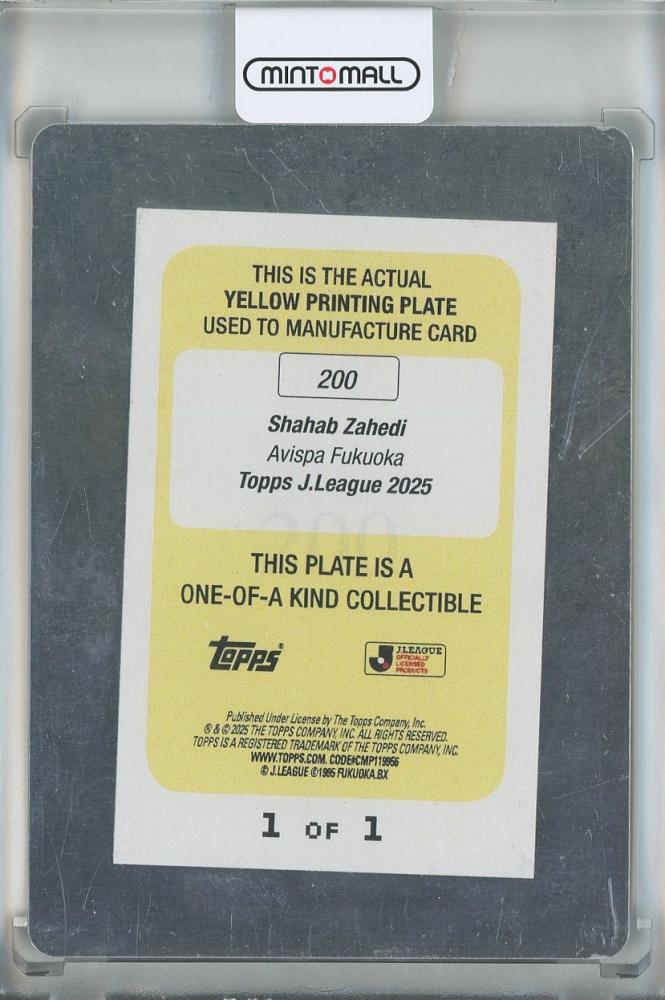 MINTMALL
THIS IS THE ACTUAL
YELLOW PRINTING PLATE
USED TO MANUFACTURE CARD
200
Shahab Zahedi
Avispa Fukuoka
Topps J.League 2025
200
THIS PLATE IS A
ONE-OF-A KIND COLLECTIBLE
Topps®
J.LEAGUE
OFFICIALLY
LICENSED
PRODUCTS
Published Under License by The Topps Company, Inc.
® & © 2025 THE TOPPS COMPANY, INC. ALL RIGHTS RESERVED.
TOPPS IS A REGISTERED TRADEMARK OF THE TOPPS COMPANY, INC.
WWW.TOPPS.COM. CODE#CMP119956
© J.LEAGUE ©1995 FUKUOKA.BX
1 OF 1